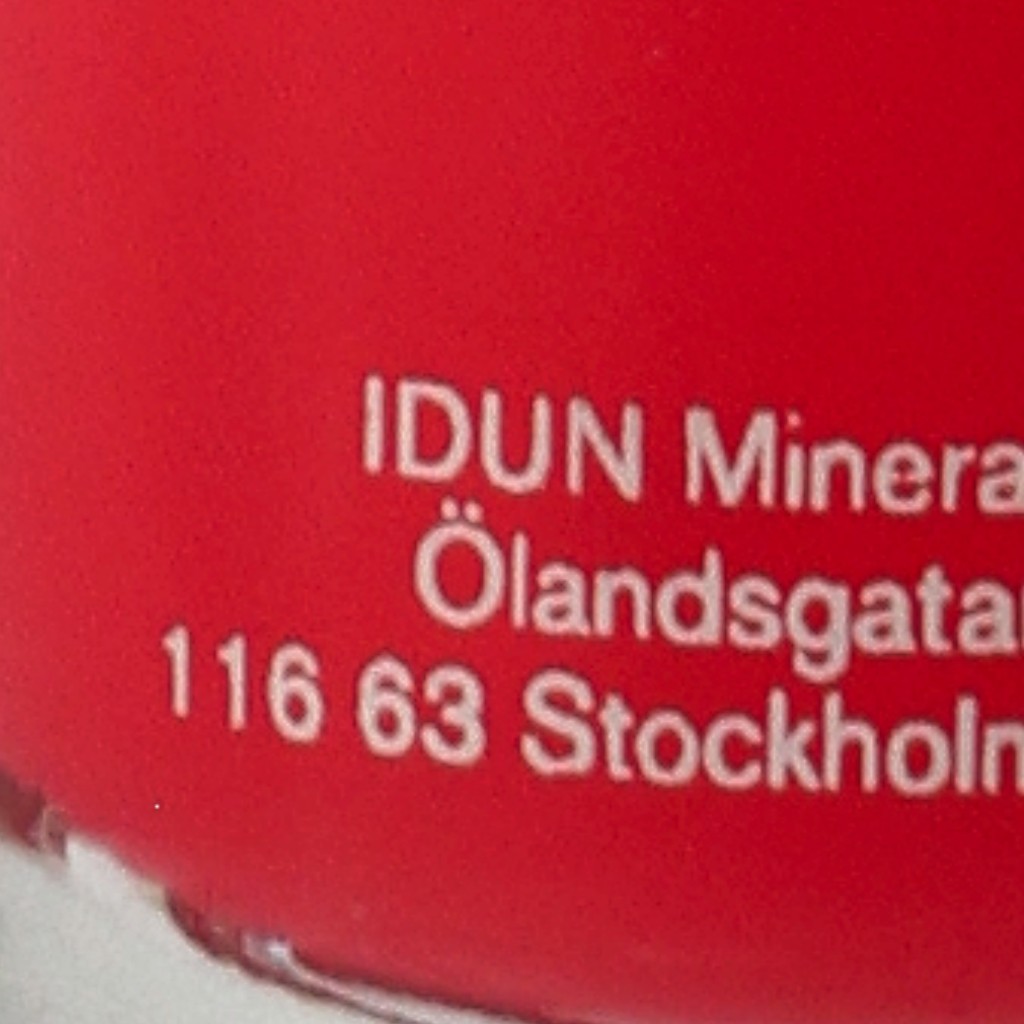 IDUN Minera
Ölandsgata
116 63 Stockholm